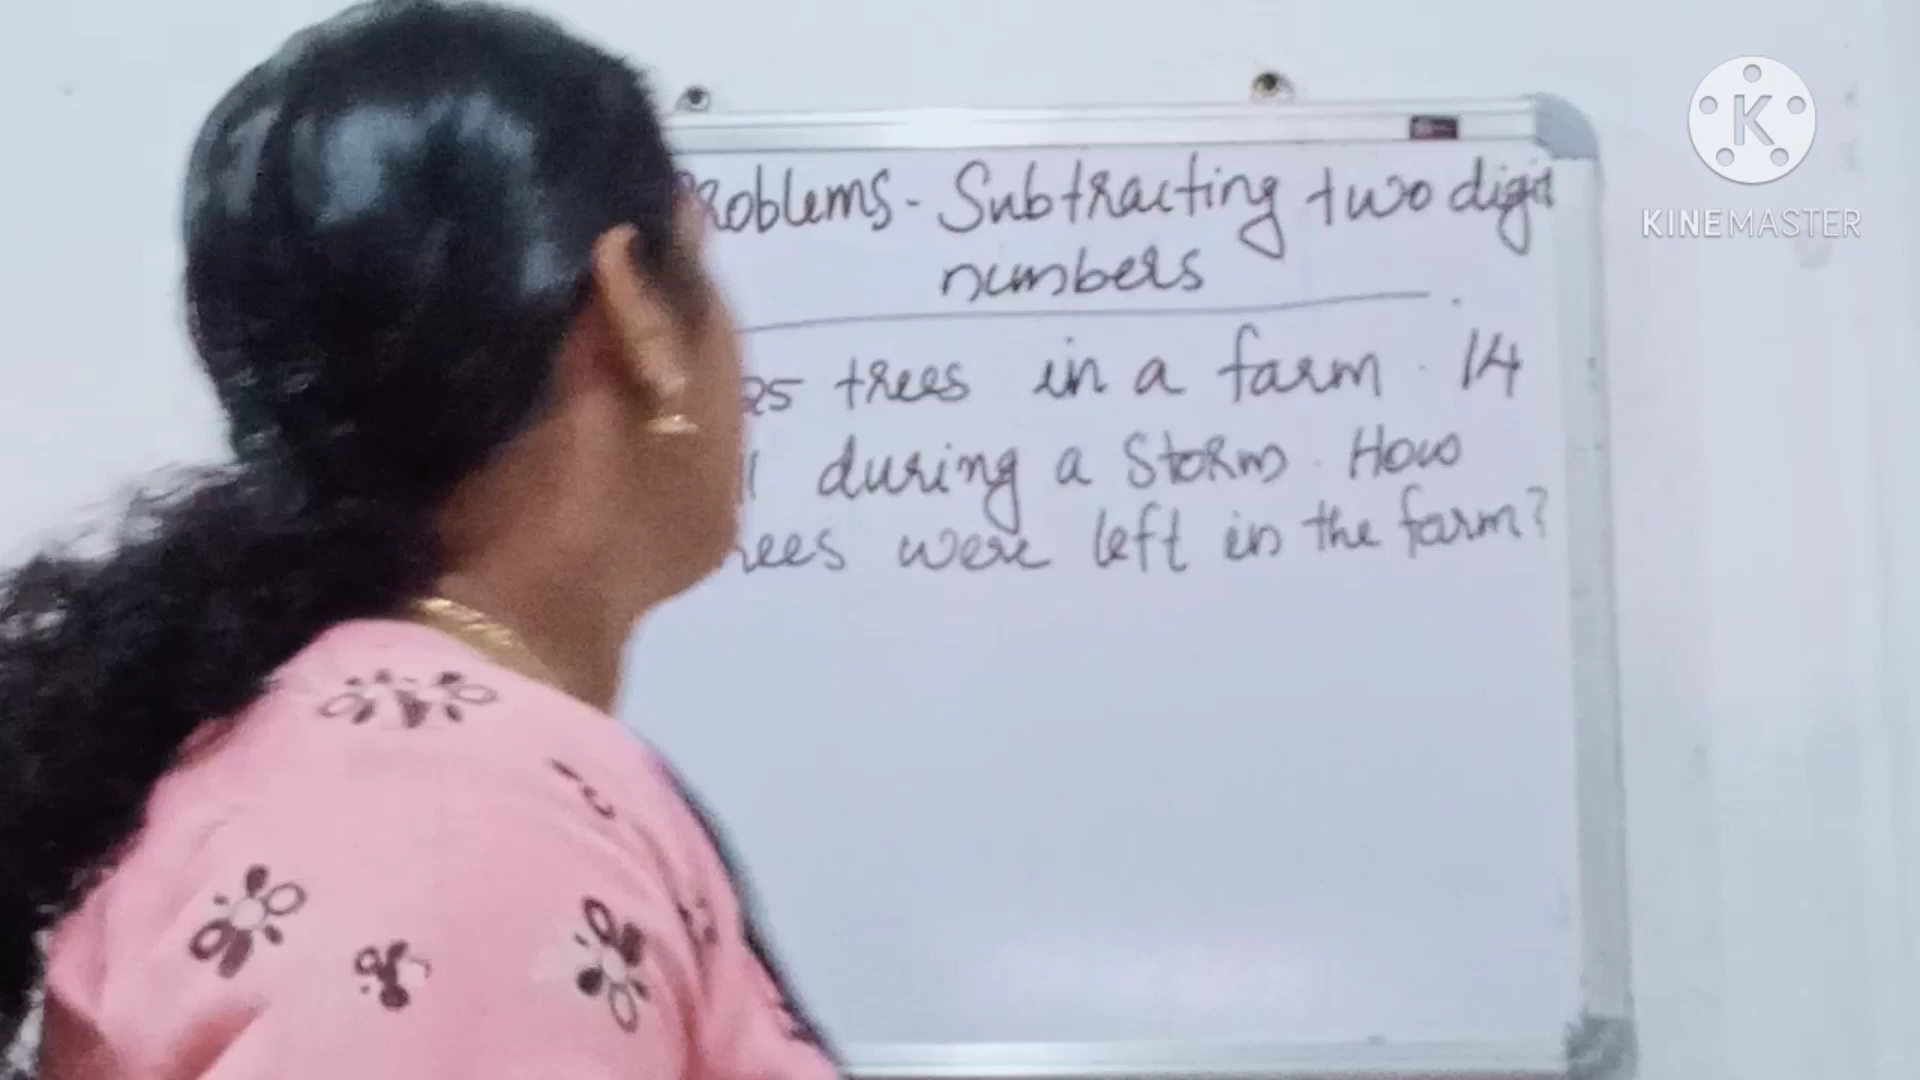 Problems - Subtracting two digit
numbers
25 trees in a farm. 14
during a storm. How
trees were left in the farm?
K
KINEMASTER